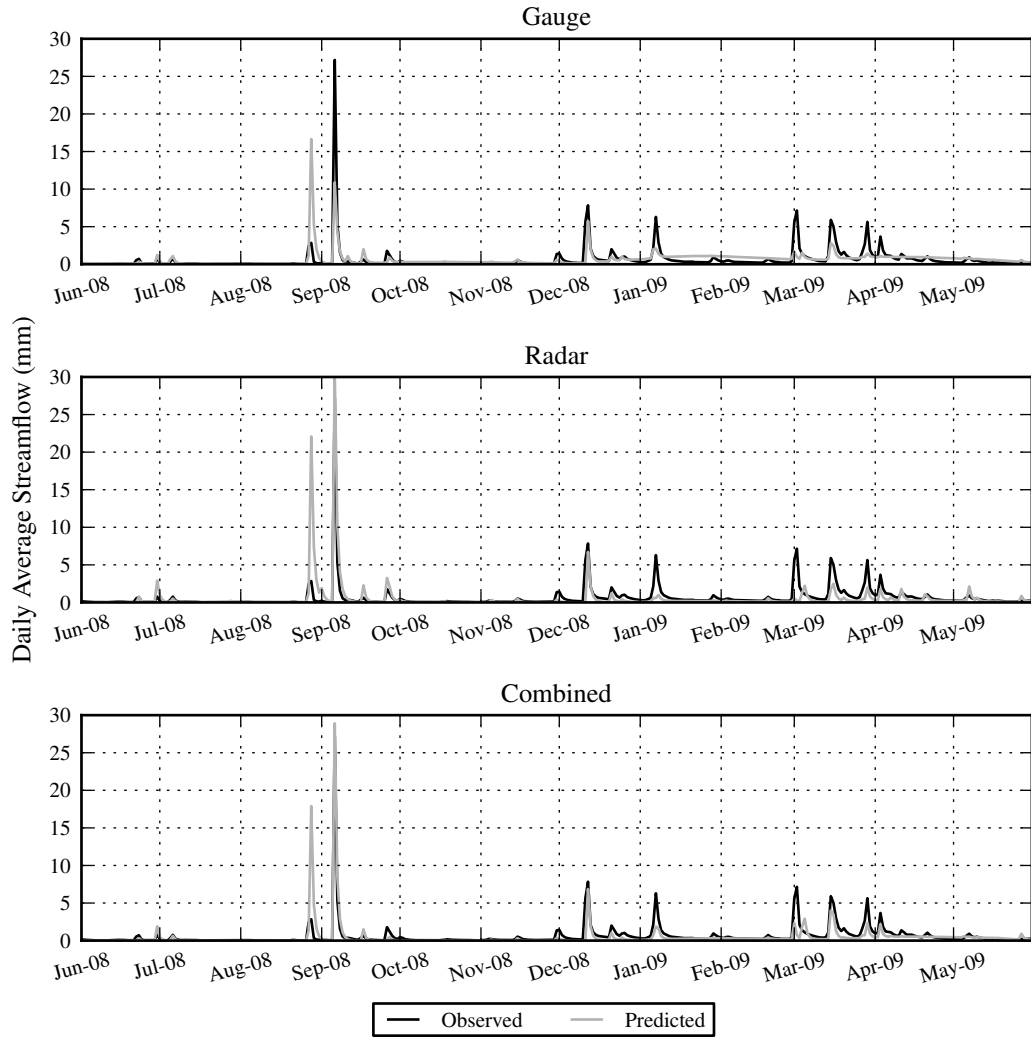 Gauge
30
25
20
15
10
5
0
Jun-08 Jul-08 Aug-08 Sep-08 Oct-08 Nov-08 Dec-08 Jan-09 Feb-09 Mar-09 Apr-09 May-09
Daily Average Streamflow (mm)
Radar
30
25
20
15
10
5
0
Jun-08 Jul-08 Aug-08 Sep-08 Oct-08 Nov-08 Dec-08 Jan-09 Feb-09 Mar-09 Apr-09 May-09
Combined
30
25
20
15
10
5
0
Jun-08 Jul-08 Aug-08 Sep-08 Oct-08 Nov-08 Dec-08 Jan-09 Feb-09 Mar-09 Apr-09 May-09
Observed Predicted